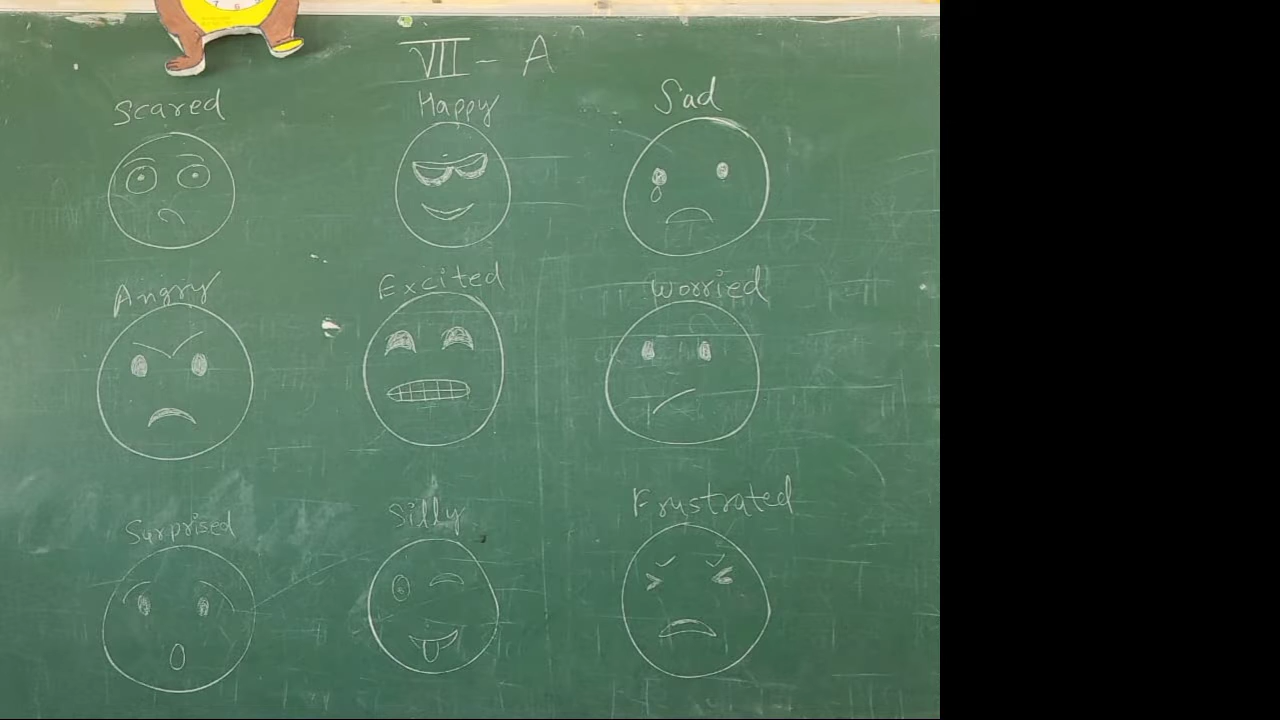 VII - A
Scared
Happy
Sad
Angry
Excited
Worried
Surprised
Silly
Frustrated